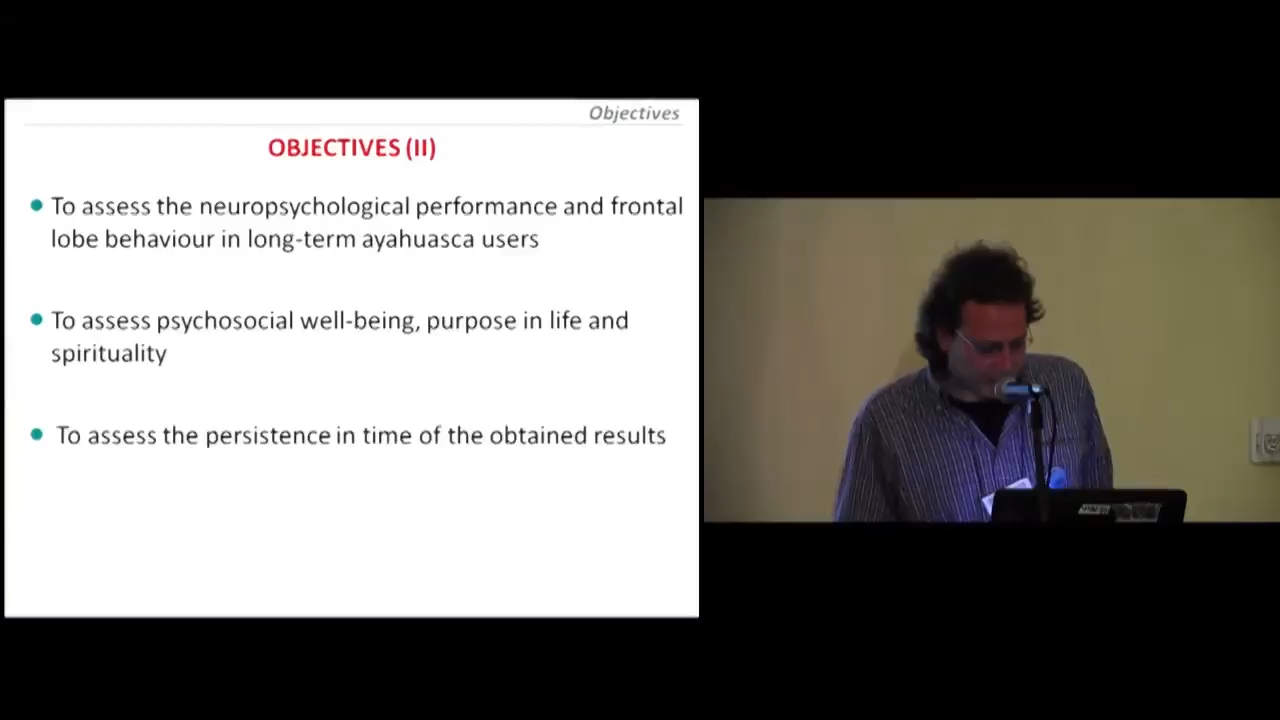 Objectives
OBJECTIVES (II)
To assess the neuropsychological performance and frontal
lobe behaviour in long-term ayahuasca users
To assess psychosocial well-being, purpose in life and
spirituality
To assess the persistence in time of the obtained results